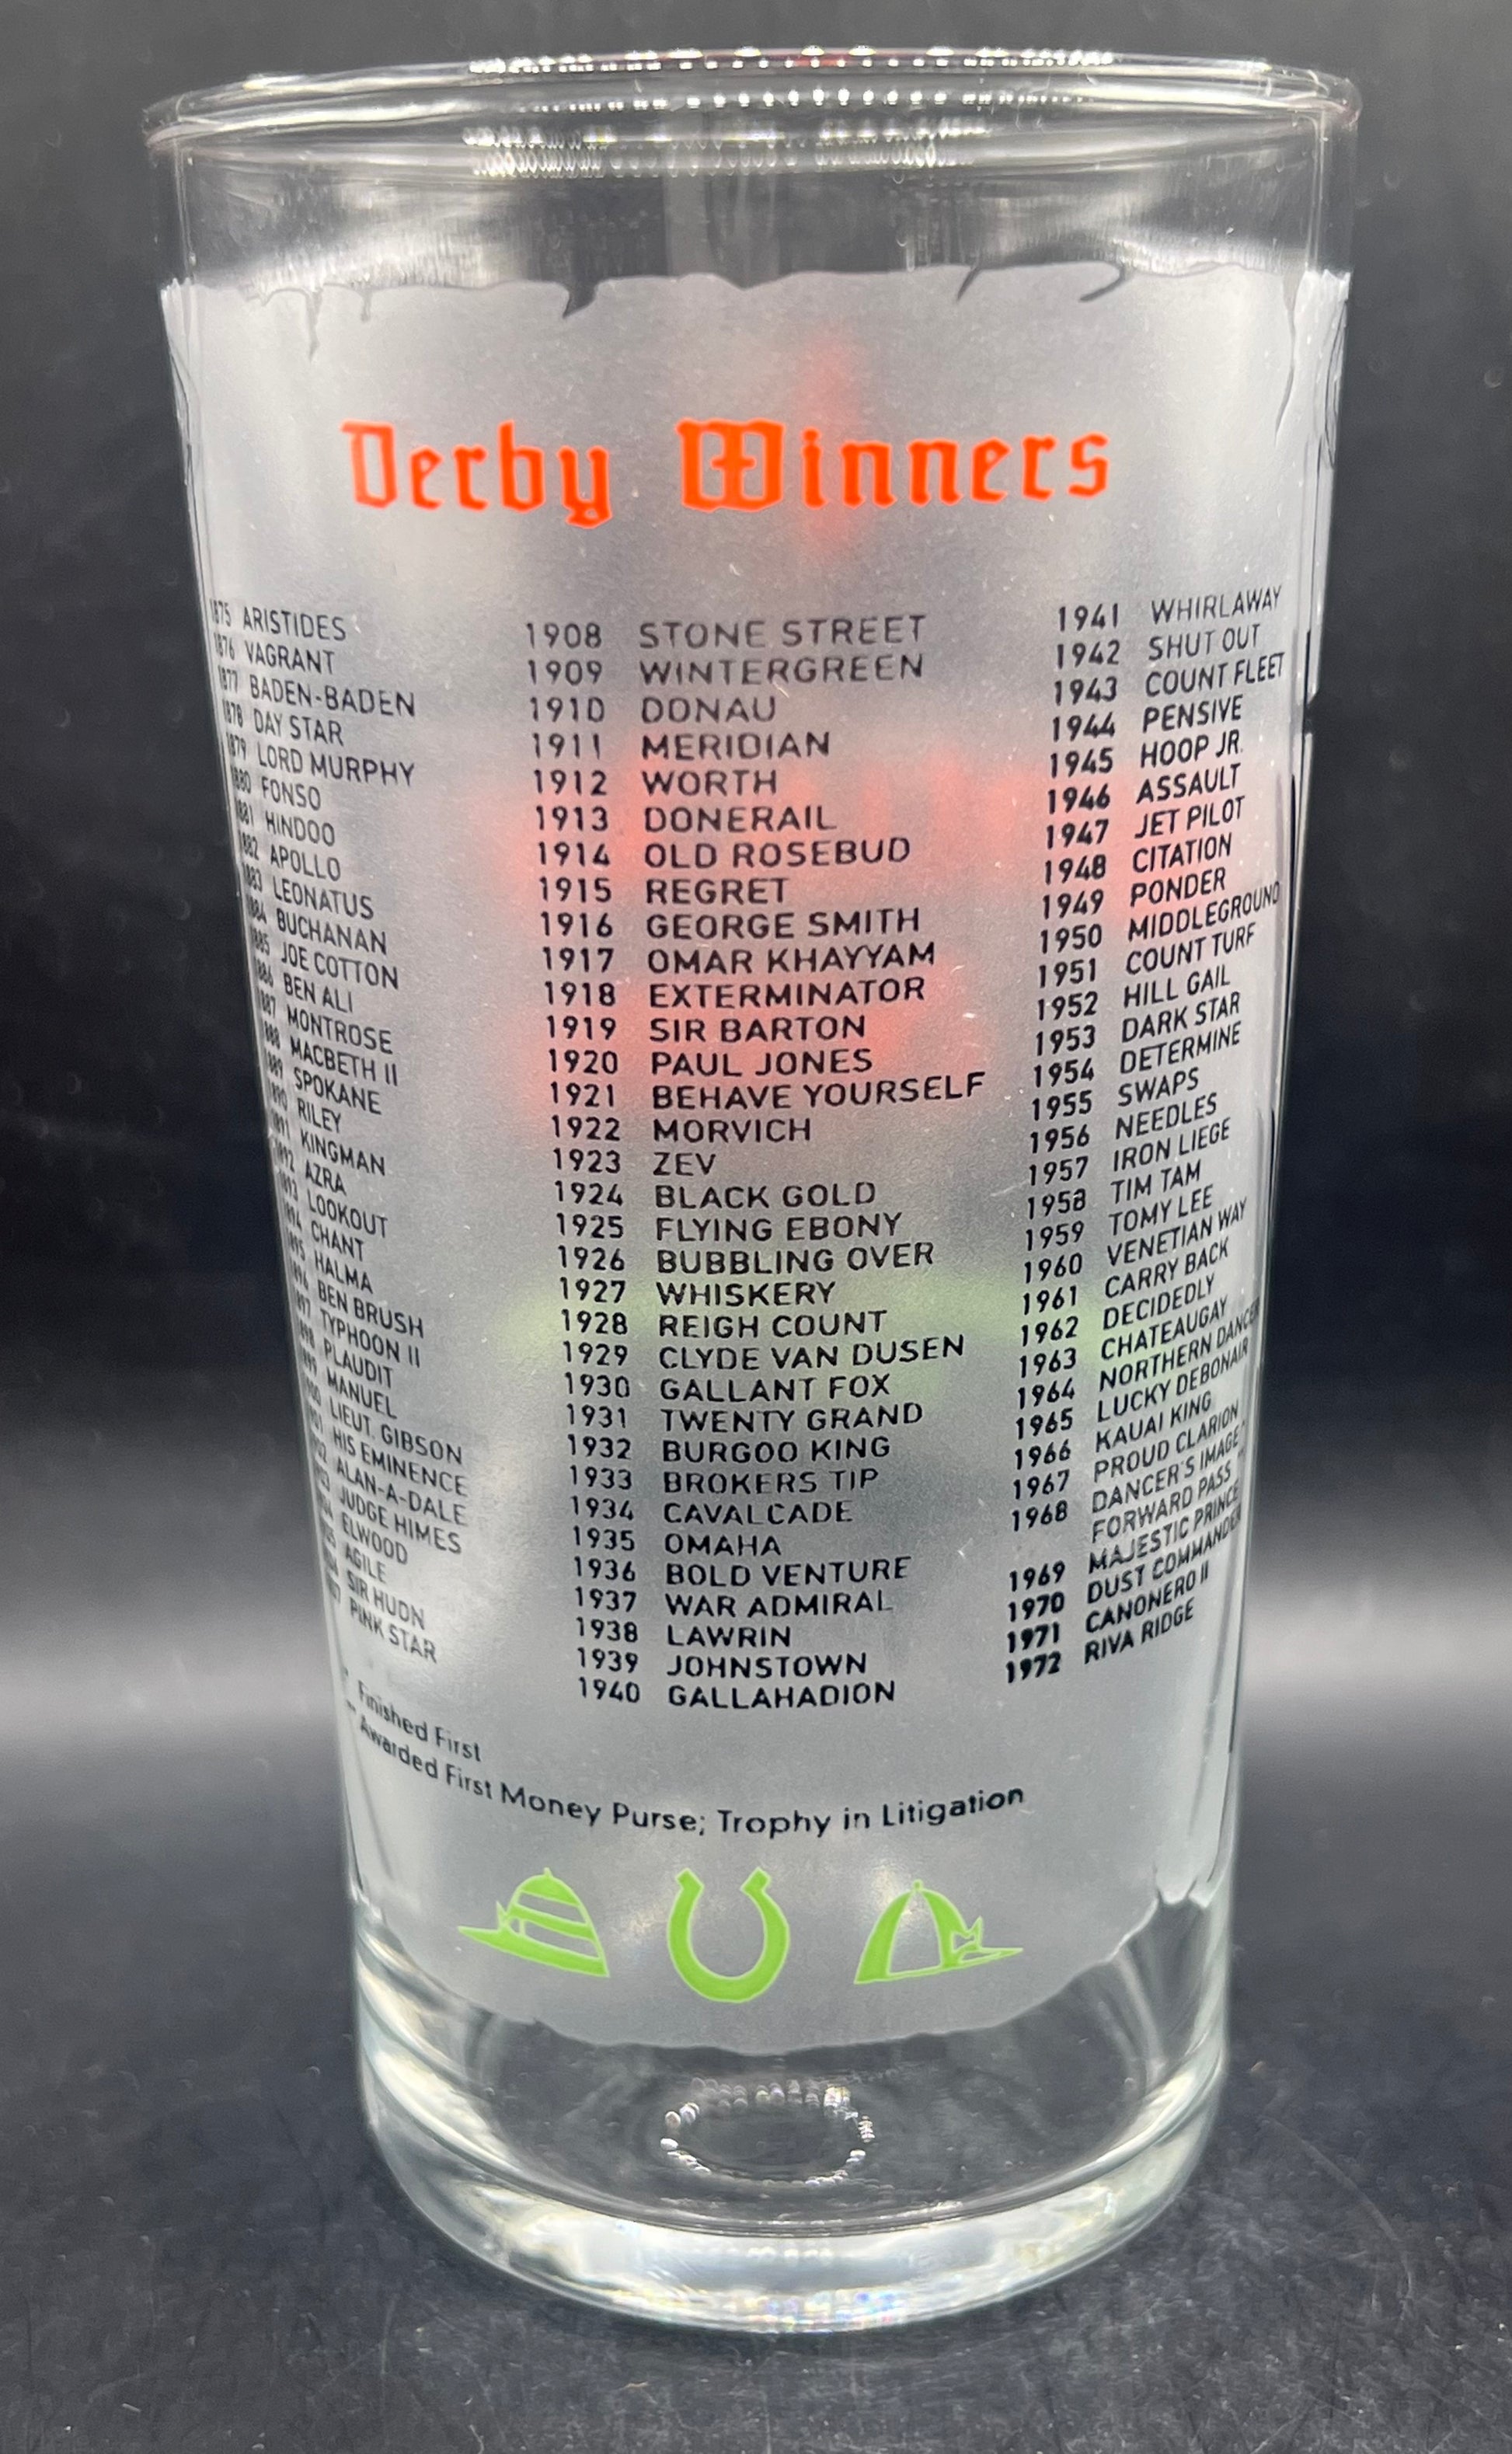 Derby Winners
1875 ARISTIDES
1876 VAGRANT
1877 BADEN-BADEN
1878 DAY STAR
1879 LORD MURPHY
1880 FONSO
1881 HINDOO
1882 APOLLO
1883 LEONATUS
1884 BUCHANAN
1885 JOE COTTON
1886 BEN ALI
1887 MONTROSE
1888 MACBETH II
1889 SPOKANE
1890 RILEY
1891 KINGMAN
1892 AZRA
1893 LOOKOUT
1894 CHANT
1895 HALMA
1896 BEN BRUSH
1897 TYPHOON II
1898 PLAUDIT
1899 MANUEL
1900 LIEUT. GIBSON
1901 HIS EMINENCE
1902 ALAN-A-DALE
1903 JUDGE HIMES
1904 ELWOOD
1905 AGILE
1906 SIR HUDN
1907 PINK STAR
1908 STONE STREET
1909 WINTERGREEN
1910 DONAU
1911 MERIDIAN
1912 WORTH
1913 DONERAIL
1914 OLD ROSEBUD
1915 REGRET
1916 GEORGE SMITH
1917 OMAR KHAYYAM
1918 EXTERMINATOR
1919 SIR BARTON
1920 PAUL JONES
1921 BEHAVE YOURSELF
1922 MORVICH
1923 ZEV
1924 BLACK GOLD
1925 FLYING EBONY
1926 BUBBLING OVER
1927 WHISKERY
1928 REIGH COUNT
1929 CLYDE VAN DUSEN
1930 GALLANT FOX
1931 TWENTY GRAND
1932 BURGOO KING
1933 BROKERS TIP
1934 CAVALCADE
1935 OMAHA
1936 BOLD VENTURE
1937 WAR ADMIRAL
1938 LAWRIN
1939 JOHNSTOWN
1940 GALLAHADION
1941 WHIRLAWAY
1942 SHUT OUT
1943 COUNT FLEET
1944 PENSIVE
1945 HOOP JR.
1946 ASSAULT
1947 JET PILOT
1948 CITATION
1949 PONDER
1950 MIDDLEGROUND
1951 COUNT TURF
1952 HILL GAIL
1953 DARK STAR
1954 DETERMINE
1955 SWAPS
1956 NEEDLES
1957 IRON LIEGE
1958 TIM TAM
1959 TOMY LEE
1960 VENETIAN WAY
1961 CARRY BACK
1962 DECIDEDLY
1963 CHATEAUGAY
1964 NORTHERN DANCER
1965 LUCKY DEBONAIR
1966 KAUAI KING
1967 PROUD CLARION
1968 DANCER'S IMAGE *
FORWARD PASS **
1969 MAJESTIC PRINCE
1970 DUST COMMANDER
1971 CANONERO II
1972 RIVA RIDGE
* Finished First
** Awarded First Money Purse; Trophy in Litigation